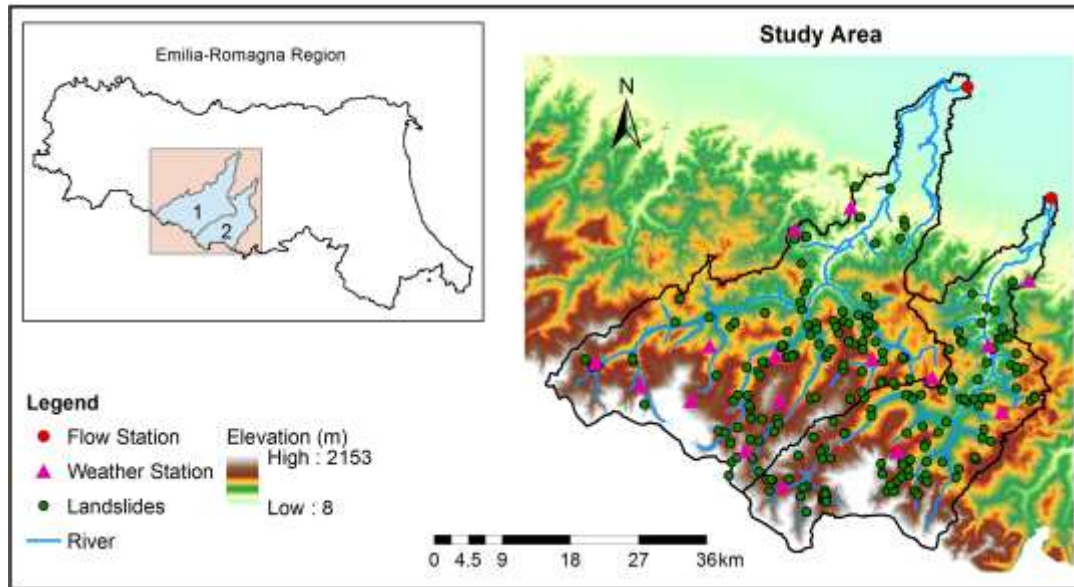 Emilia-Romagna Region
1
2
Study Area
N
Legend
Flow Station
Weather Station
Landslides
River
Elevation (m)
High : 2153
Low : 8
0 4.5 9 18 27 36km